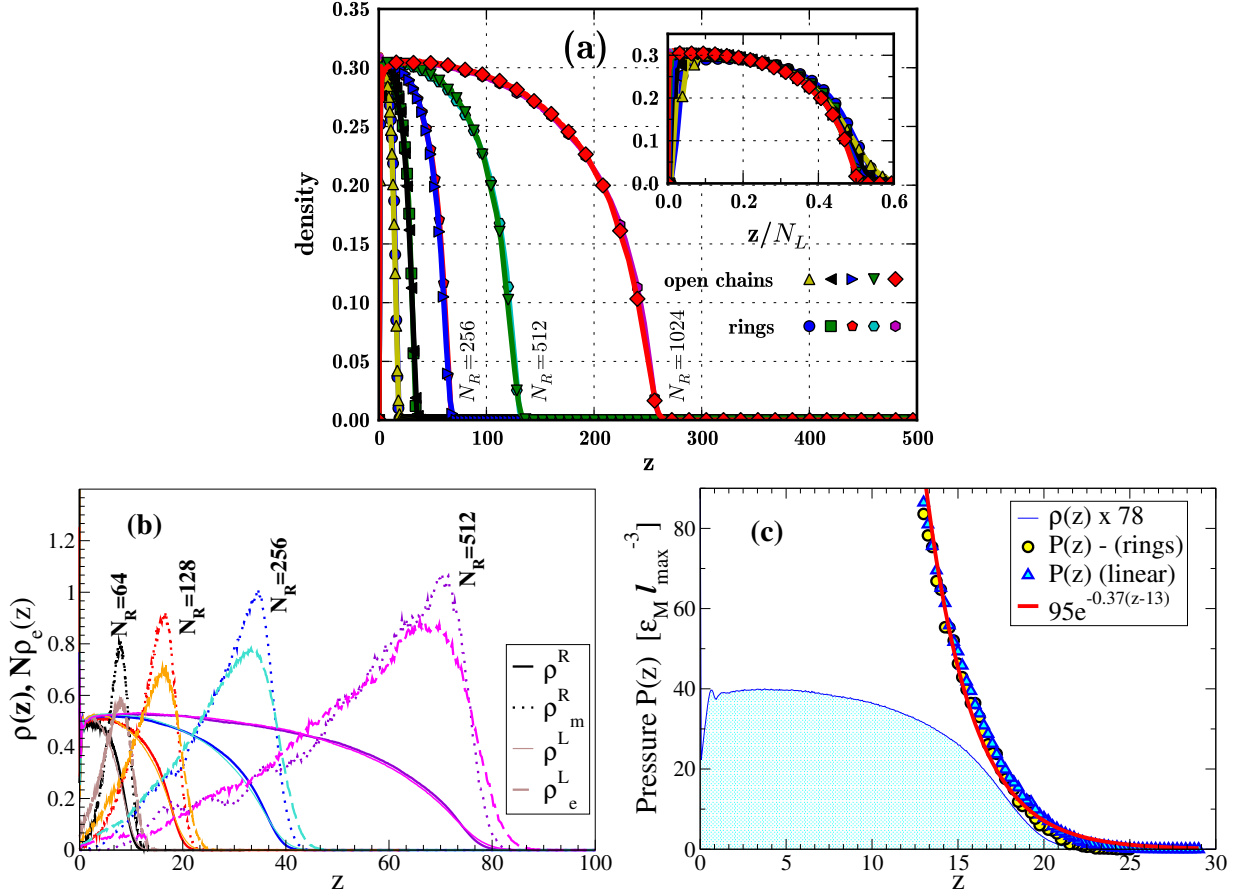 (a)
density
0.35
0.30
0.25
0.20
0.15
0.10
0.05
0.00
0 100 200 300 400 500
z
0.3
0.2
0.1
0.0
0.0 0.2 0.4 0.6
z/N_L
open chains
rings
N_R=256
N_R=512
N_R=1024
(b)
ρ(z), Nρ_e(z)
1.2
1
0.8
0.6
0.4
0.2
0
0 20 40 60 80 100
z
N_R=64
N_R=128
N_R=256
N_R=512
ρ^R
ρ^R_m
ρ^L
ρ^L_e
(c)
Pressure P(z) [ε_M l_max^-3]
80
60
40
20
0
0 5 10 15 20 25 30
z
ρ(z) x 78
P(z) - (rings)
P(z) (linear)
95e^-0.37(z-13)